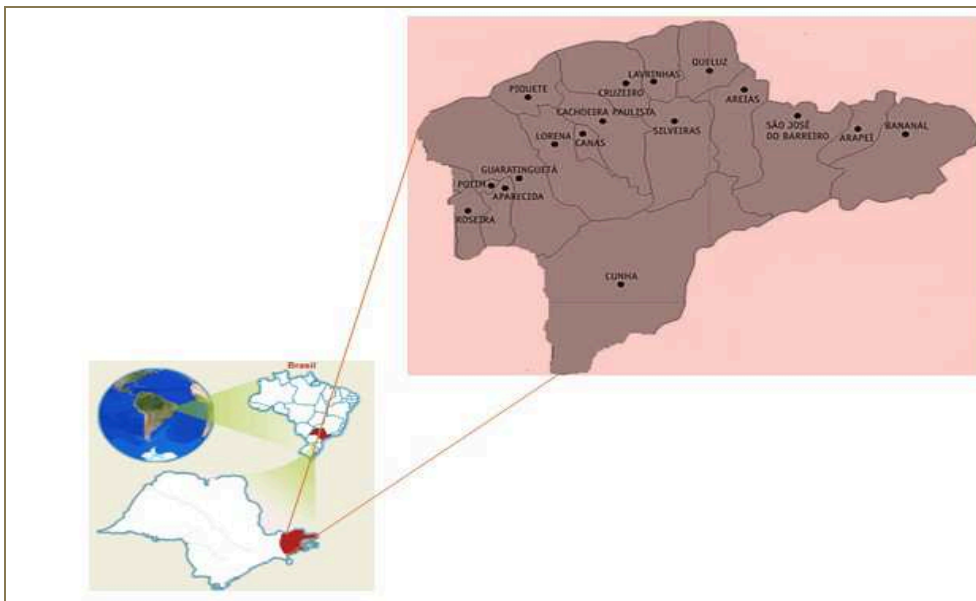 QUELUZ
LAVRINHAS
PIQUETE
CRUZEIRO
AREIAS
CACHOEIRA PAULISTA
LORENA
CANAS
SILVEIRAS
SÃO JOSÉ
DO BARREIRO
ARAPEÍ
BANANAL
GUARATINGUETÁ
POTIM
APARECIDA
ROSEIRA
CUNHA
Brasil